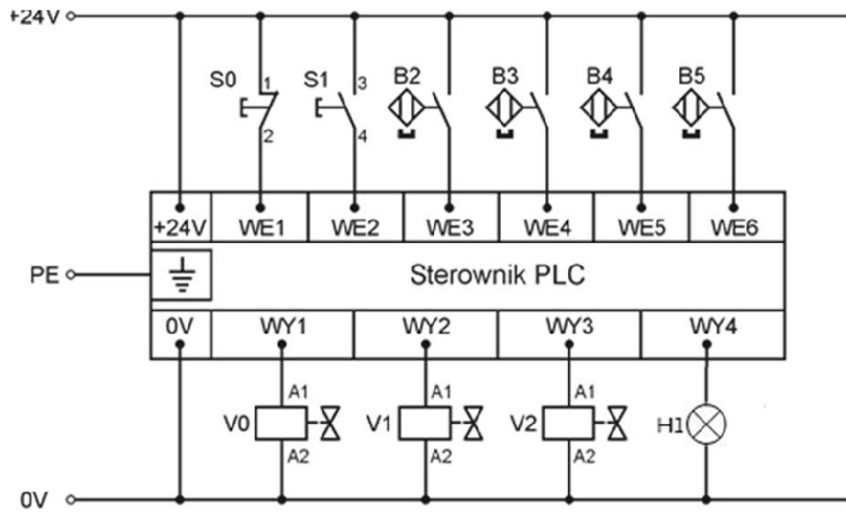 +24V
S0 1 2
S1 3 4
B2
B3
B4
B5
+24V WE1 WE2 WE3 WE4 WE5 WE6
PE
Sterownik PLC
0V WY1 WY2 WY3 WY4
V0 A1 A2
V1 A1 A2
V2 A1 A2
H1
0V